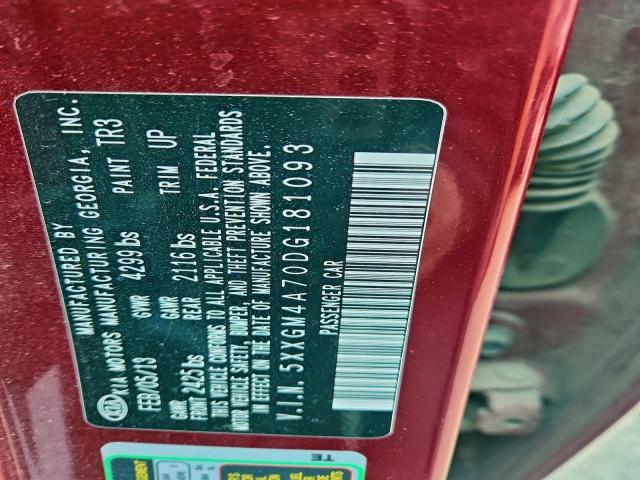 MANUFACTURED BY
KIA MOTORS MANUFACTURING GEORGIA, INC.
FEB/05/13 GVWR 4299 lbs PAINT TR3
GAWR FRONT 2425 lbs GAWR REAR 2116 lbs TRIM UP
THIS VEHICLE CONFORMS TO ALL APPLICABLE U.S.A. FEDERAL
MOTOR VEHICLE SAFETY, BUMPER, AND THEFT PREVENTION STANDARDS
IN EFFECT ON THE DATE OF MANUFACTURE SHOWN ABOVE.
V.I.N. 5XXGM4A70DG181093
PASSENGER CAR
TE